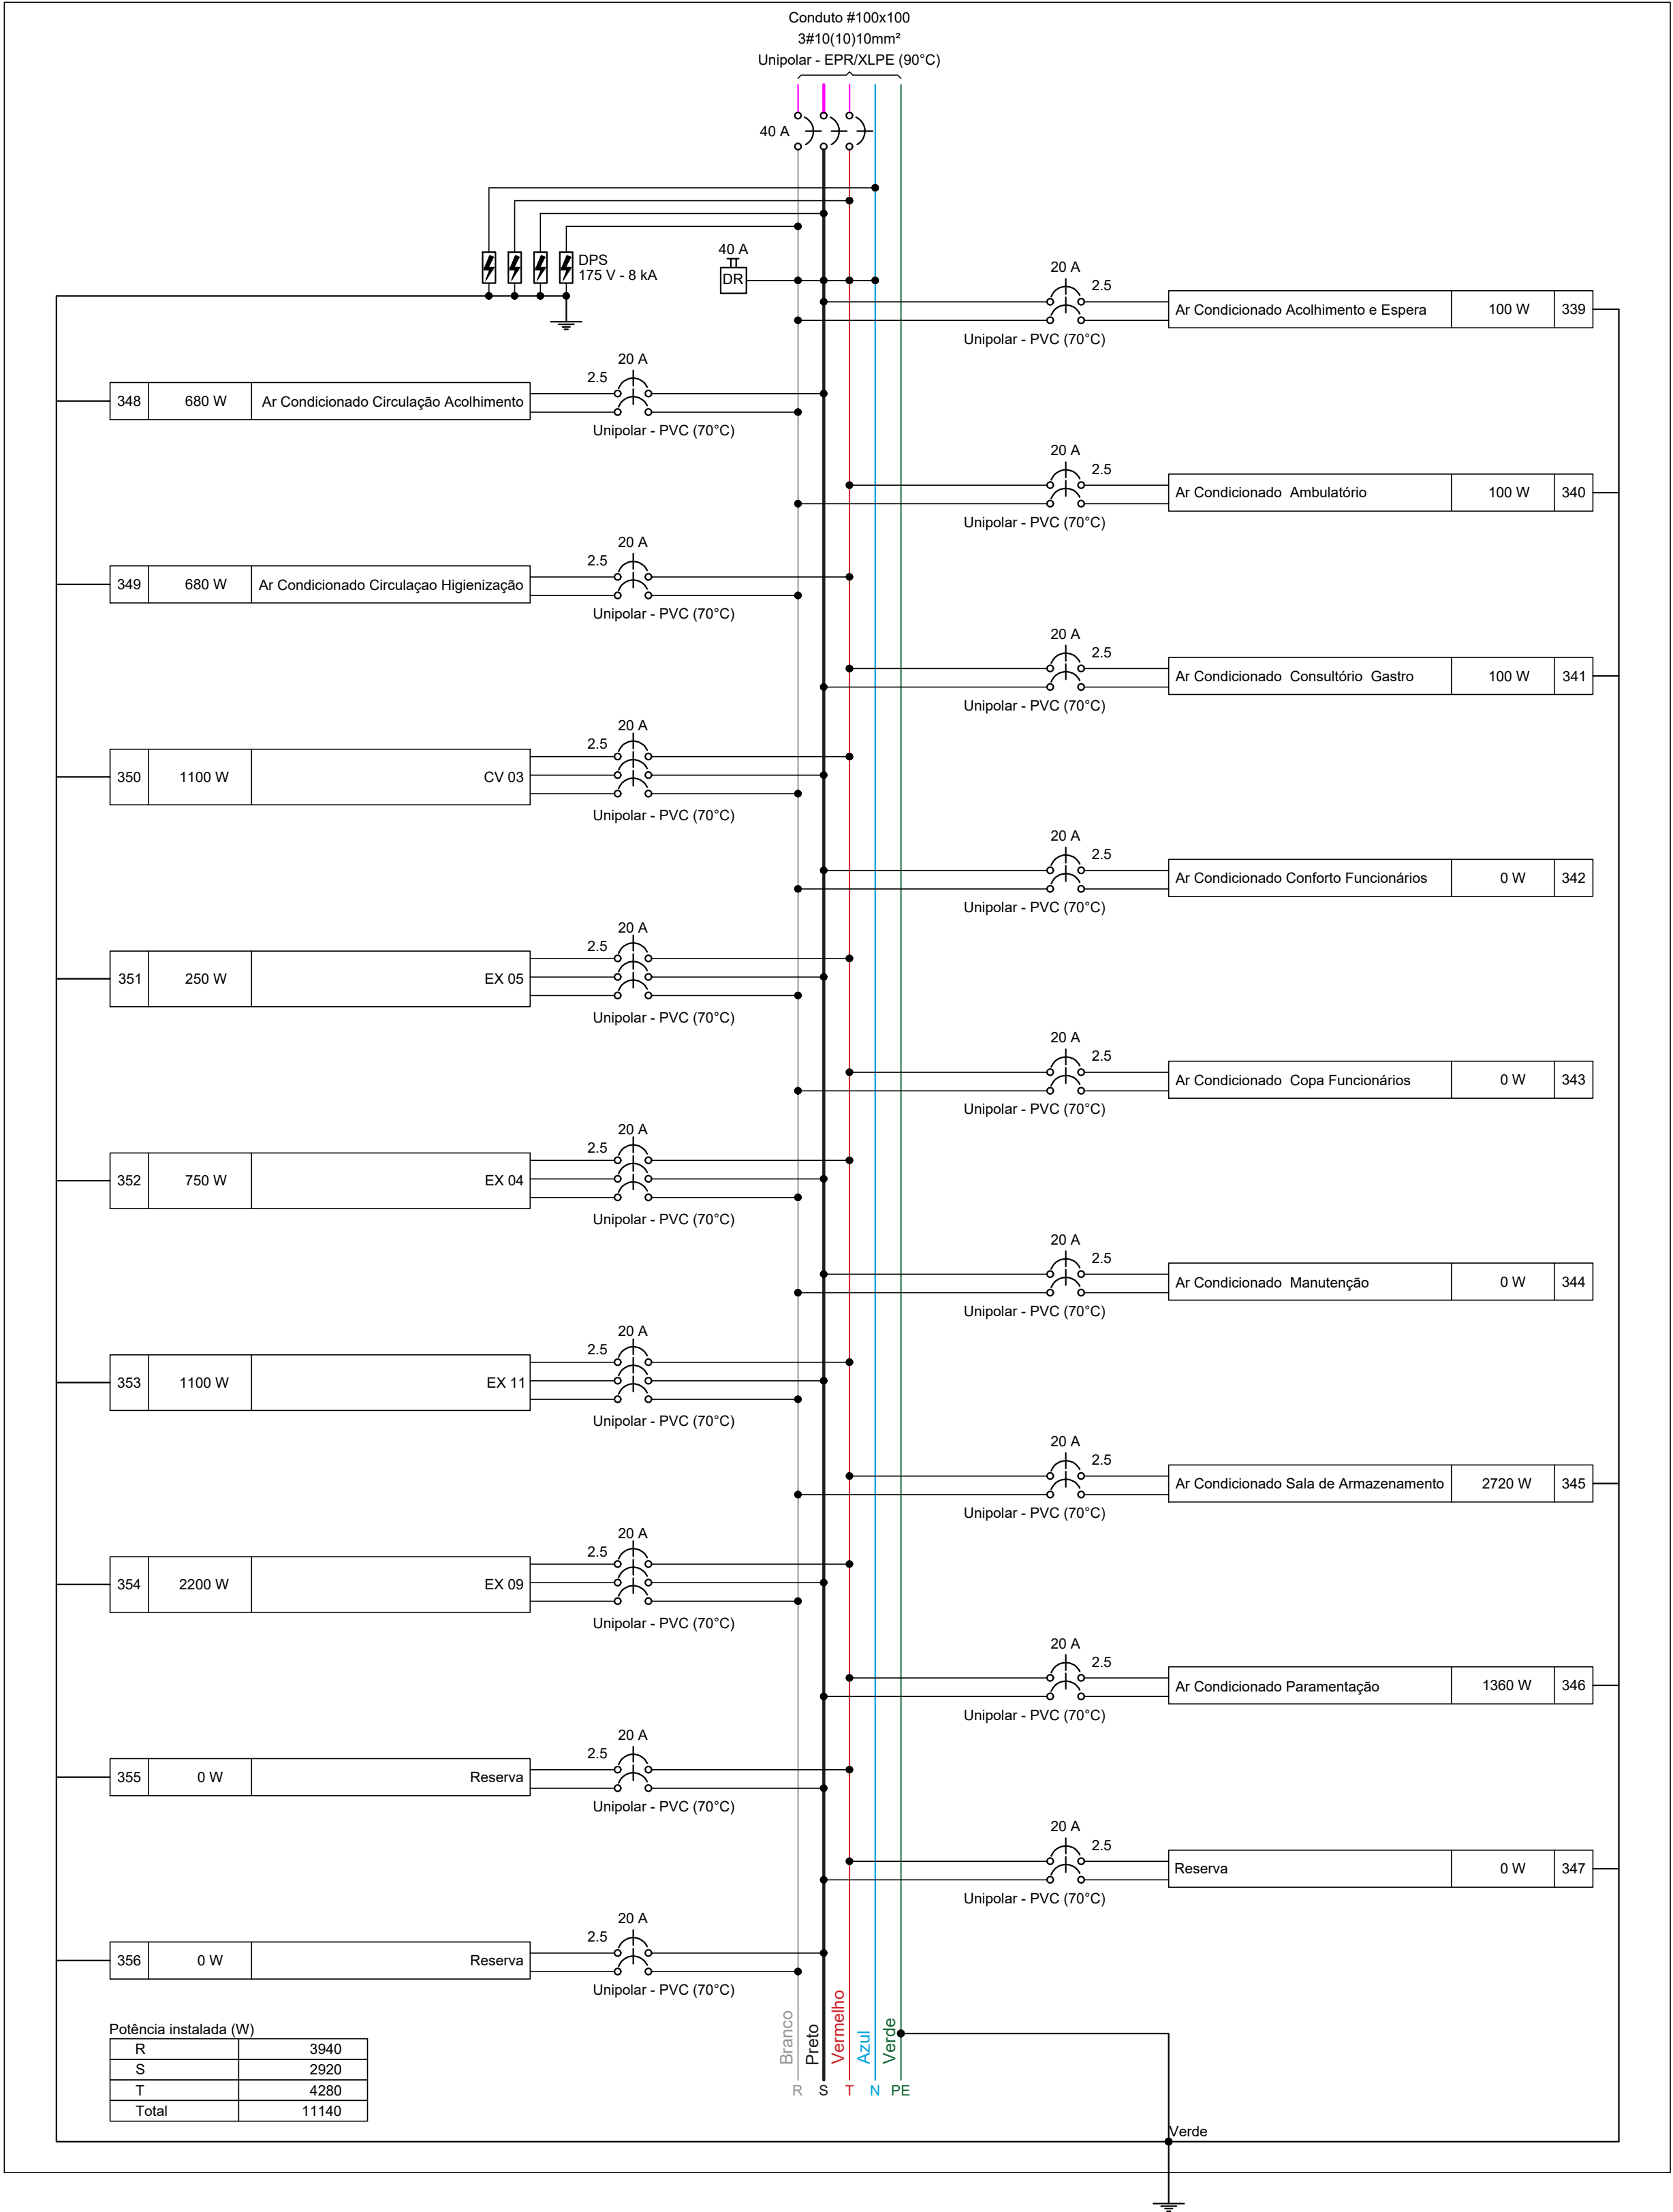 Conduto #100x100
3#10(10)10mm²
Unipolar - EPR/XLPE (90°C)
40 A
DPS
175 V - 8 kA
40 A
DR
20 A
2.5
Ar Condicionado Acolhimento e Espera 100 W 339
Unipolar - PVC (70°C)
20 A
2.5
348 680 W Ar Condicionado Circulação Acolhimento
Unipolar - PVC (70°C)
20 A
2.5
Ar Condicionado  Ambulatório 100 W 340
Unipolar - PVC (70°C)
20 A
2.5
349 680 W Ar Condicionado Circulaçao Higienização
Unipolar - PVC (70°C)
20 A
2.5
Ar Condicionado  Consultório  Gastro 100 W 341
Unipolar - PVC (70°C)
20 A
2.5
350 1100 W CV 03
Unipolar - PVC (70°C)
20 A
2.5
Ar Condicionado Conforto Funcionários 0 W 342
Unipolar - PVC (70°C)
20 A
2.5
351 250 W EX 05
Unipolar - PVC (70°C)
20 A
2.5
Ar Condicionado  Copa Funcionários 0 W 343
Unipolar - PVC (70°C)
20 A
2.5
352 750 W EX 04
Unipolar - PVC (70°C)
20 A
2.5
Ar Condicionado  Manutenção 0 W 344
Unipolar - PVC (70°C)
20 A
2.5
353 1100 W EX 11
Unipolar - PVC (70°C)
20 A
2.5
Ar Condicionado Sala de Armazenamento 2720 W 345
Unipolar - PVC (70°C)
20 A
2.5
354 2200 W EX 09
Unipolar - PVC (70°C)
20 A
2.5
Ar Condicionado Paramentação 1360 W 346
Unipolar - PVC (70°C)
20 A
2.5
355 0 W Reserva
Unipolar - PVC (70°C)
20 A
2.5
Reserva 0 W 347
Unipolar - PVC (70°C)
20 A
2.5
356 0 W Reserva
Unipolar - PVC (70°C)
Branco
Preto
Vermelho
Azul
Verde
R S T N PE
Potência instalada (W)
R 3940
S 2920
T 4280
Total 11140
Verde